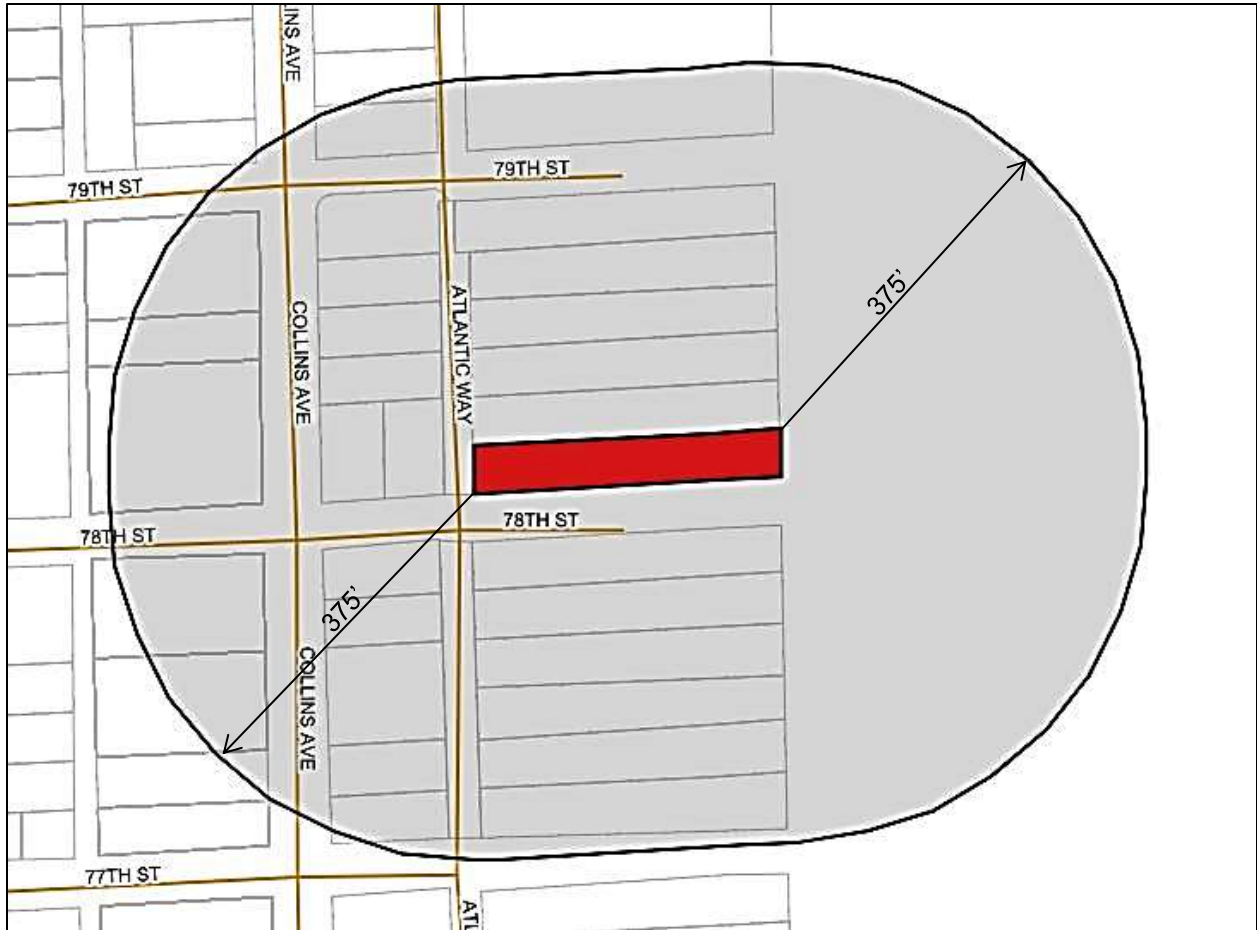 INS AVE
79TH ST
79TH ST
375'
COLLINS AVE
ATLANTIC WAY
78TH ST
78TH ST
375'
COLLINS AVE
77TH ST
ATL